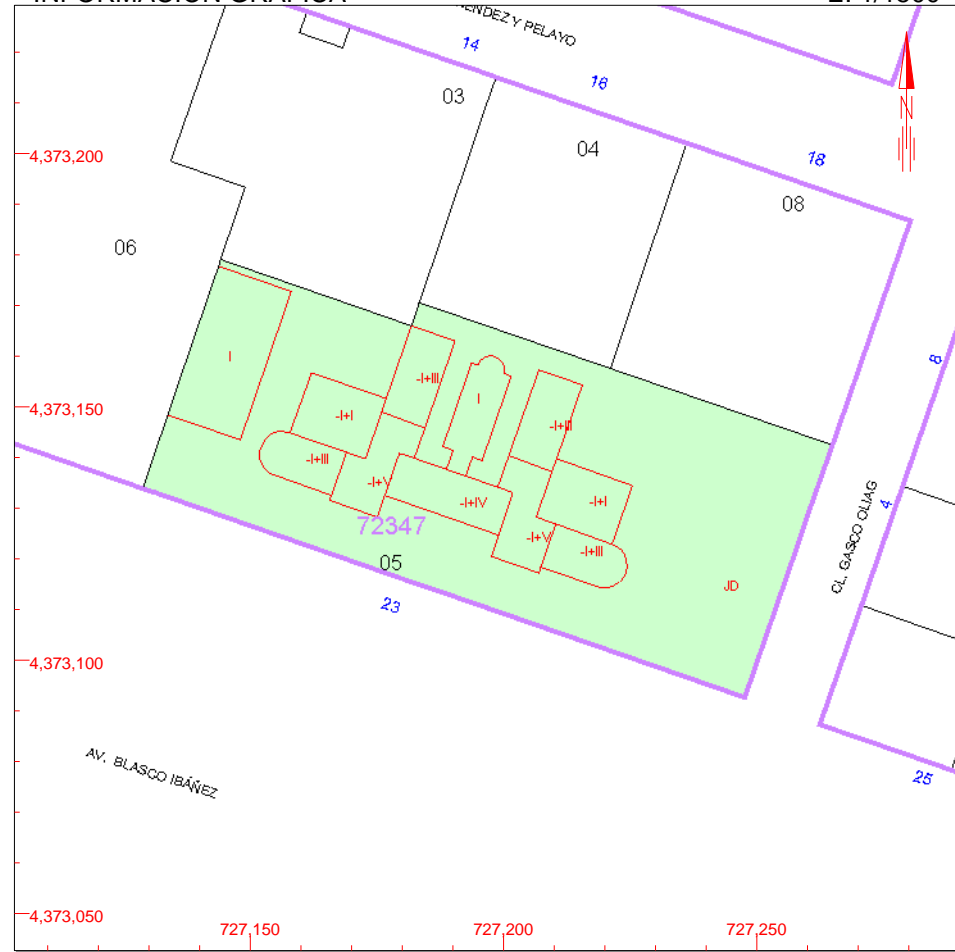 MENDEZ Y PELAYO
14
03
16
04
18
4,373,200
08
06
8
I
-I+III
I
4,373,150
-I+I
-I+III
-I+III
-I+V
-I+IV
-I+I
4
CL. GASCO OLIAG
72347
-I+V
-I+III
05
JD
23
4,373,100
AV. BLASCO IBÁÑEZ
25
4,373,050
727,150
727,200
727,250
N